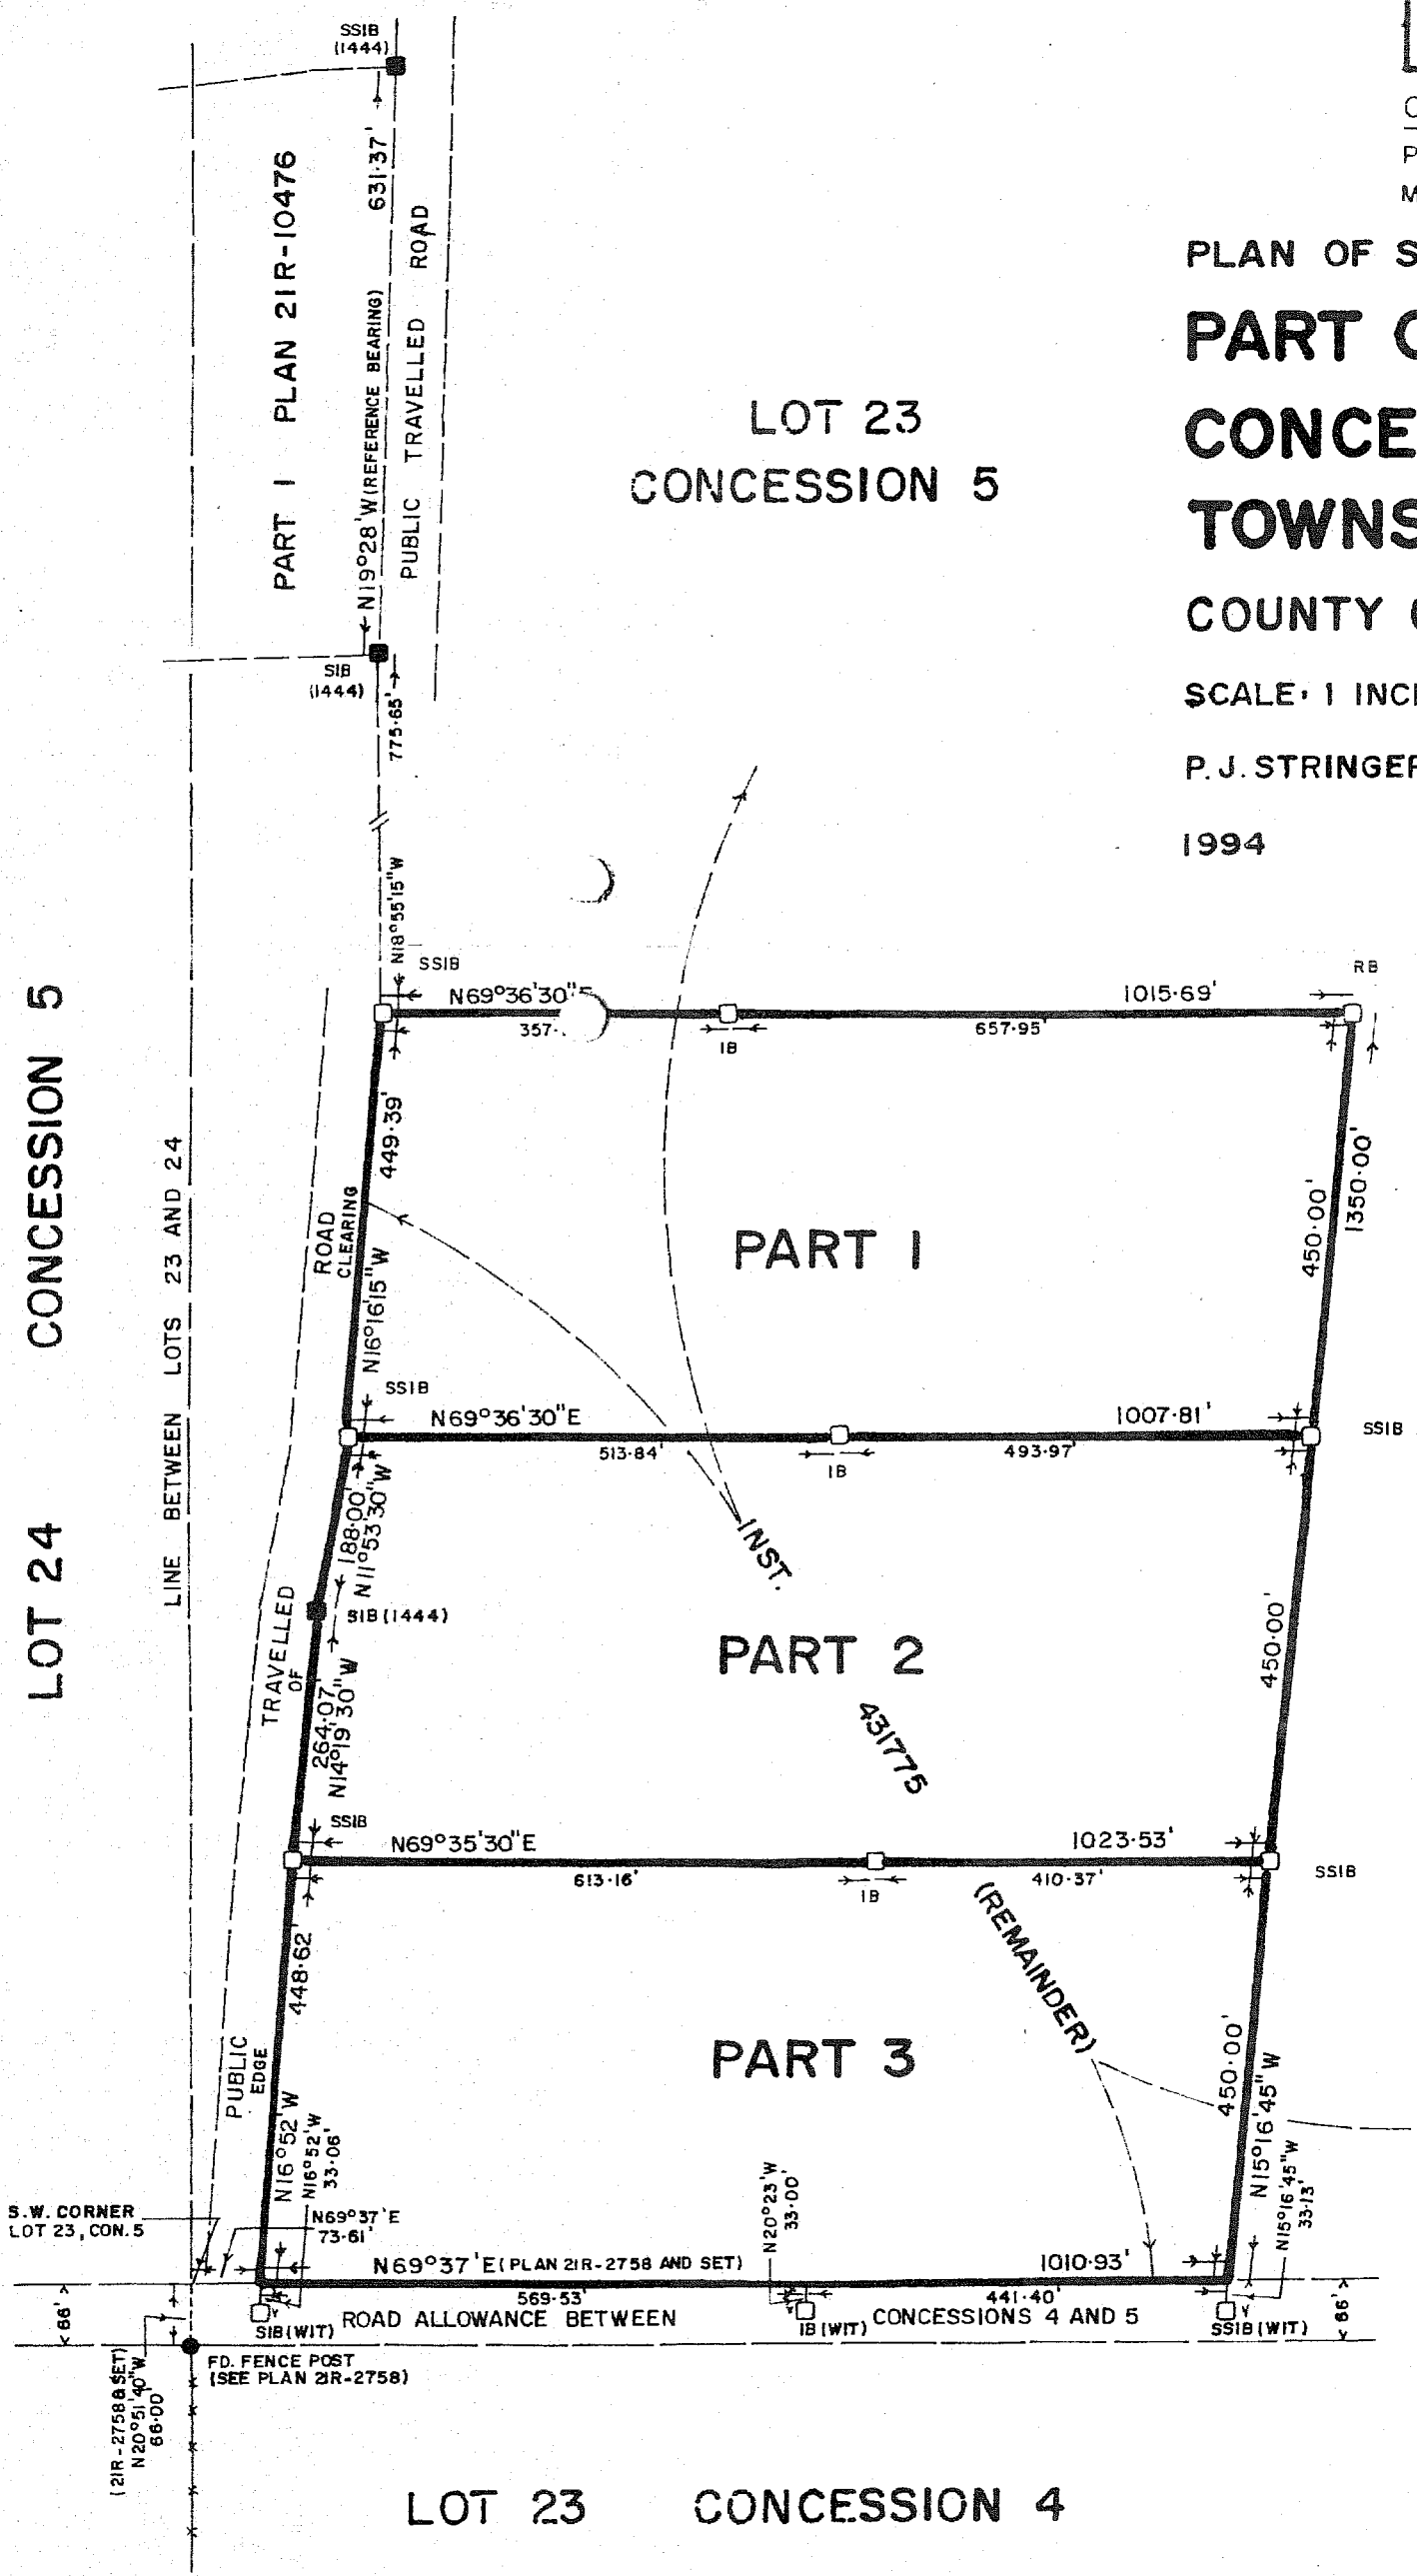 SSIB
(1444)
631.37'
PART 1 PLAN 21R-10476
N19°28'W (REFERENCE BEARING)
PUBLIC TRAVELLED ROAD
SIB
(1444)
775.65'
N18°55'15"W
LOT 23
CONCESSION 5
PLAN OF S
PART
CONCE
TOWNS
COUNTY
SCALE: 1 INC
P. J. STRINGER
1994
SSIB
N69°36'30"
1015.69'
RB
357.
IB
657.95'
449.39'
N16°16'15"W
ROAD
CLEARING
PART 1
450.00'
1350.00'
LOT 24 CONCESSION 5
LINE BETWEEN LOTS 23 AND 24
SSIB
N69°36'30"E
1007.81'
SSIB
513.84'
IB
493.97'
188.00'
N11°53'30"W
SIB (1444)
INST.
TRAVELLED
OF
264.07'
N14°19'30"W
PART 2
431775
450.00'
SSIB
N69°35'30"E
1023.53'
SSIB
613.16'
IB
410.37'
(REMAINDER)
448.62'
N16°52'W
PUBLIC
EDGE
PART 3
450.00'
N15°16'45"W
N16°52'W
33.06'
N20°23'W
33.00'
N15°16'45"W
33.13'
S.W. CORNER
LOT 23, CON. 5
N69°37'E
73.61'
N69°37'E (PLAN 21R-2758 AND SET)
1010.93'
569.53'
441.40'
66'
ROAD ALLOWANCE BETWEEN CONCESSIONS 4 AND 5
66'
SIB (WIT)
IB (WIT)
SSIB (WIT)
FD. FENCE POST
(SEE PLAN 21R-2758)
(21R-2758 & SET)
N20°51'40"W
66.00'
LOT 23 CONCESSION 4